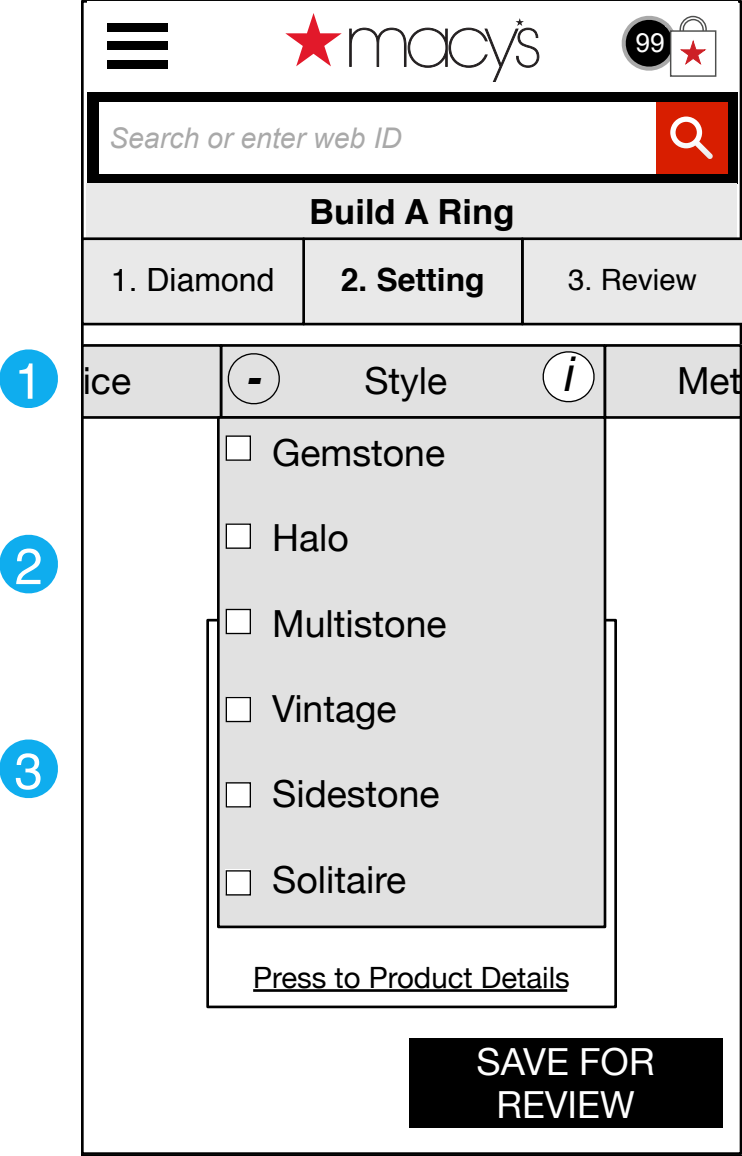 macy's
99
Search or enter web ID
Build A Ring
1. Diamond 2. Setting 3. Review
1 ice - Style i Met
Gemstone
2 Halo
Multistone
Vintage
3 Sidestone
Solitaire
Press to Product Details
SAVE FOR
REVIEW